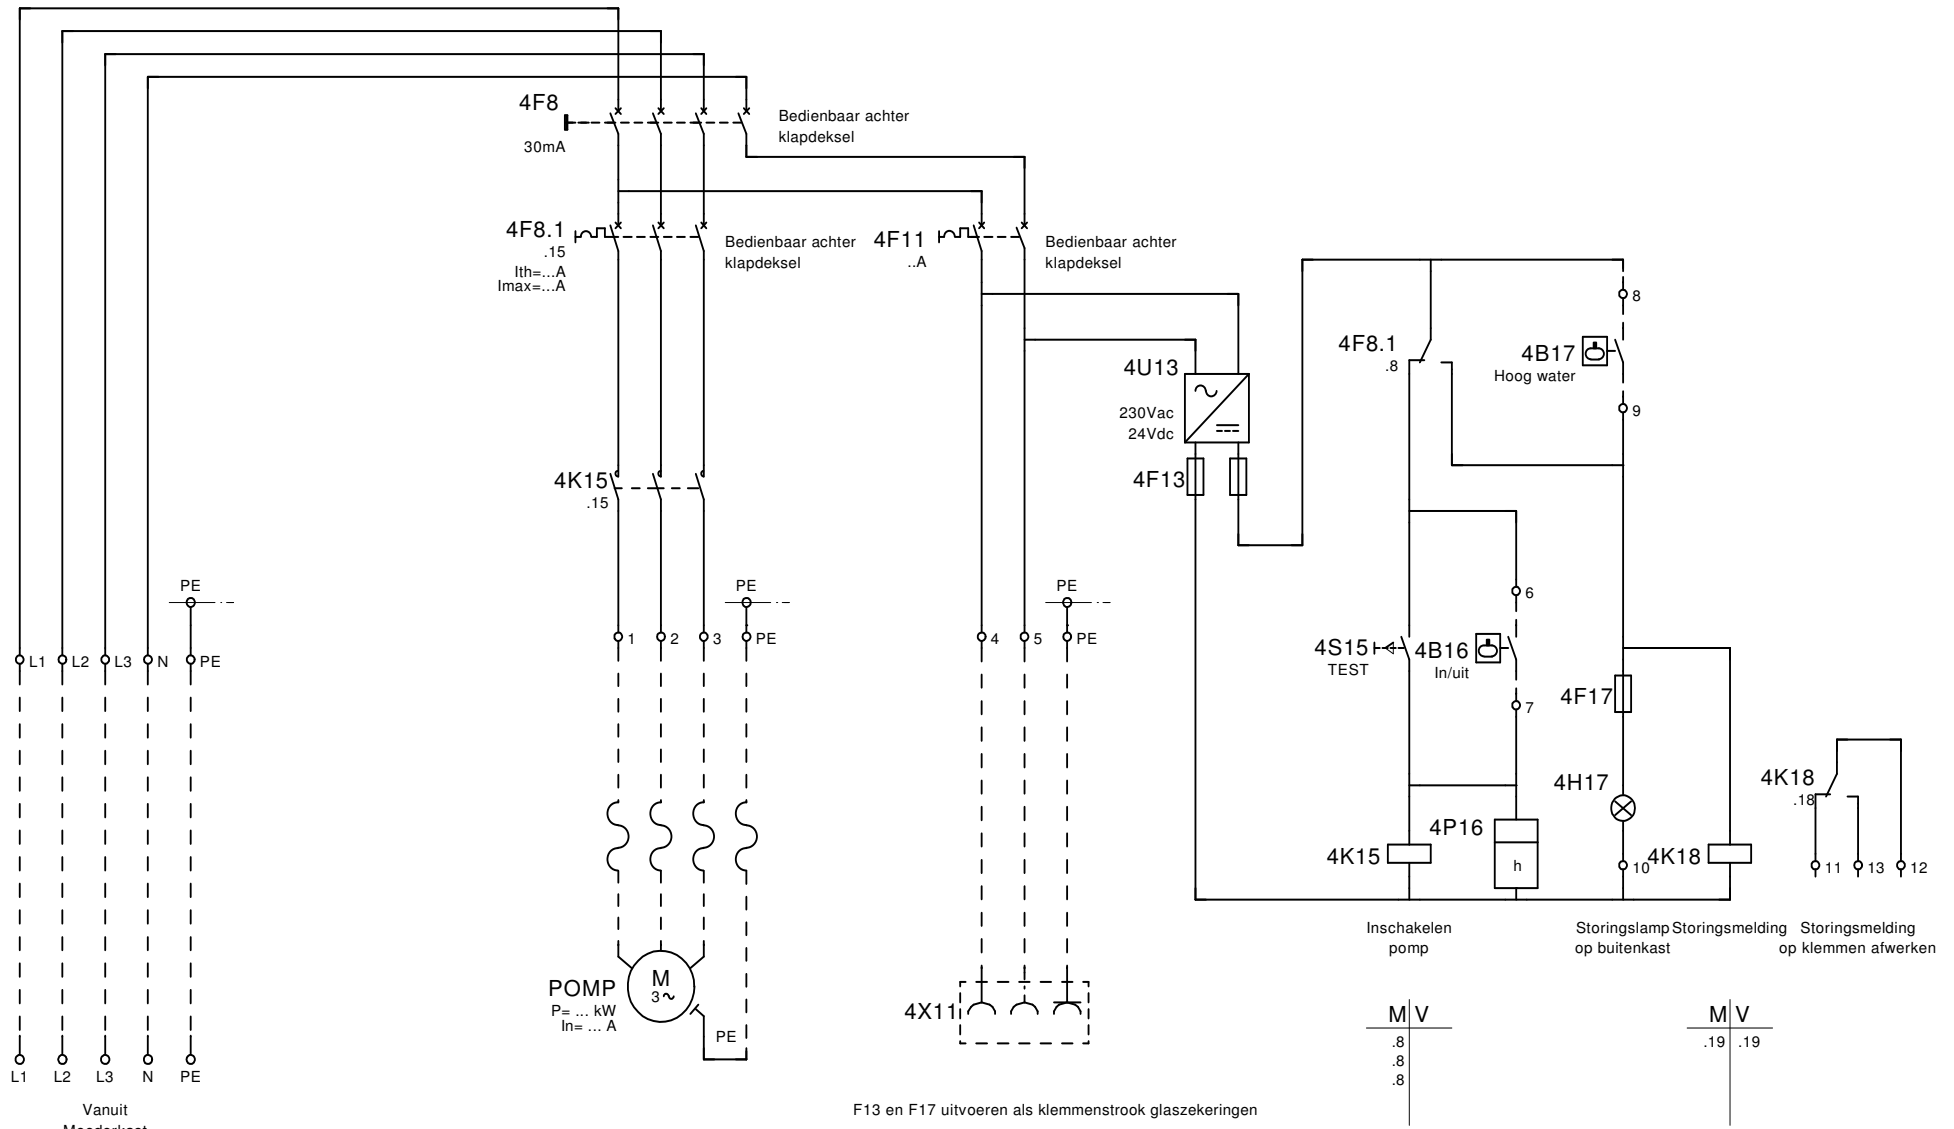 4F8
30mA
Bedienbaar achter
klapdeksel
4F8.1
.15
Ith=...A
Imax=...A
Bedienbaar achter
klapdeksel
4F11
..A
Bedienbaar achter
klapdeksel
4U13
230Vac
24Vdc
4F13
4F8.1
.8
8
4B17
Hoog water
9
4K15
.15
PE
PE
PE
L1
L2
L3
N
PE
1
2
3
PE
4
5
PE
6
4S15
TEST
4B16
In/uit
7
4F17
4H17
4K18
.18
4P16
h
4K15
10
4K18
11
13
12
Inschakelen
pomp
Storingslamp
op buitenkast
Storingsmelding
Storingsmelding
op klemmen afwerken
POMP
P= ... kW
In= ... A
M
3
PE
4X11
M V
.8
.8
.8
M V
.19 .19
L1
L2
L3
N
PE
Vanuit
F13 en F17 uitvoeren als klemmenstrook glaszekeringen